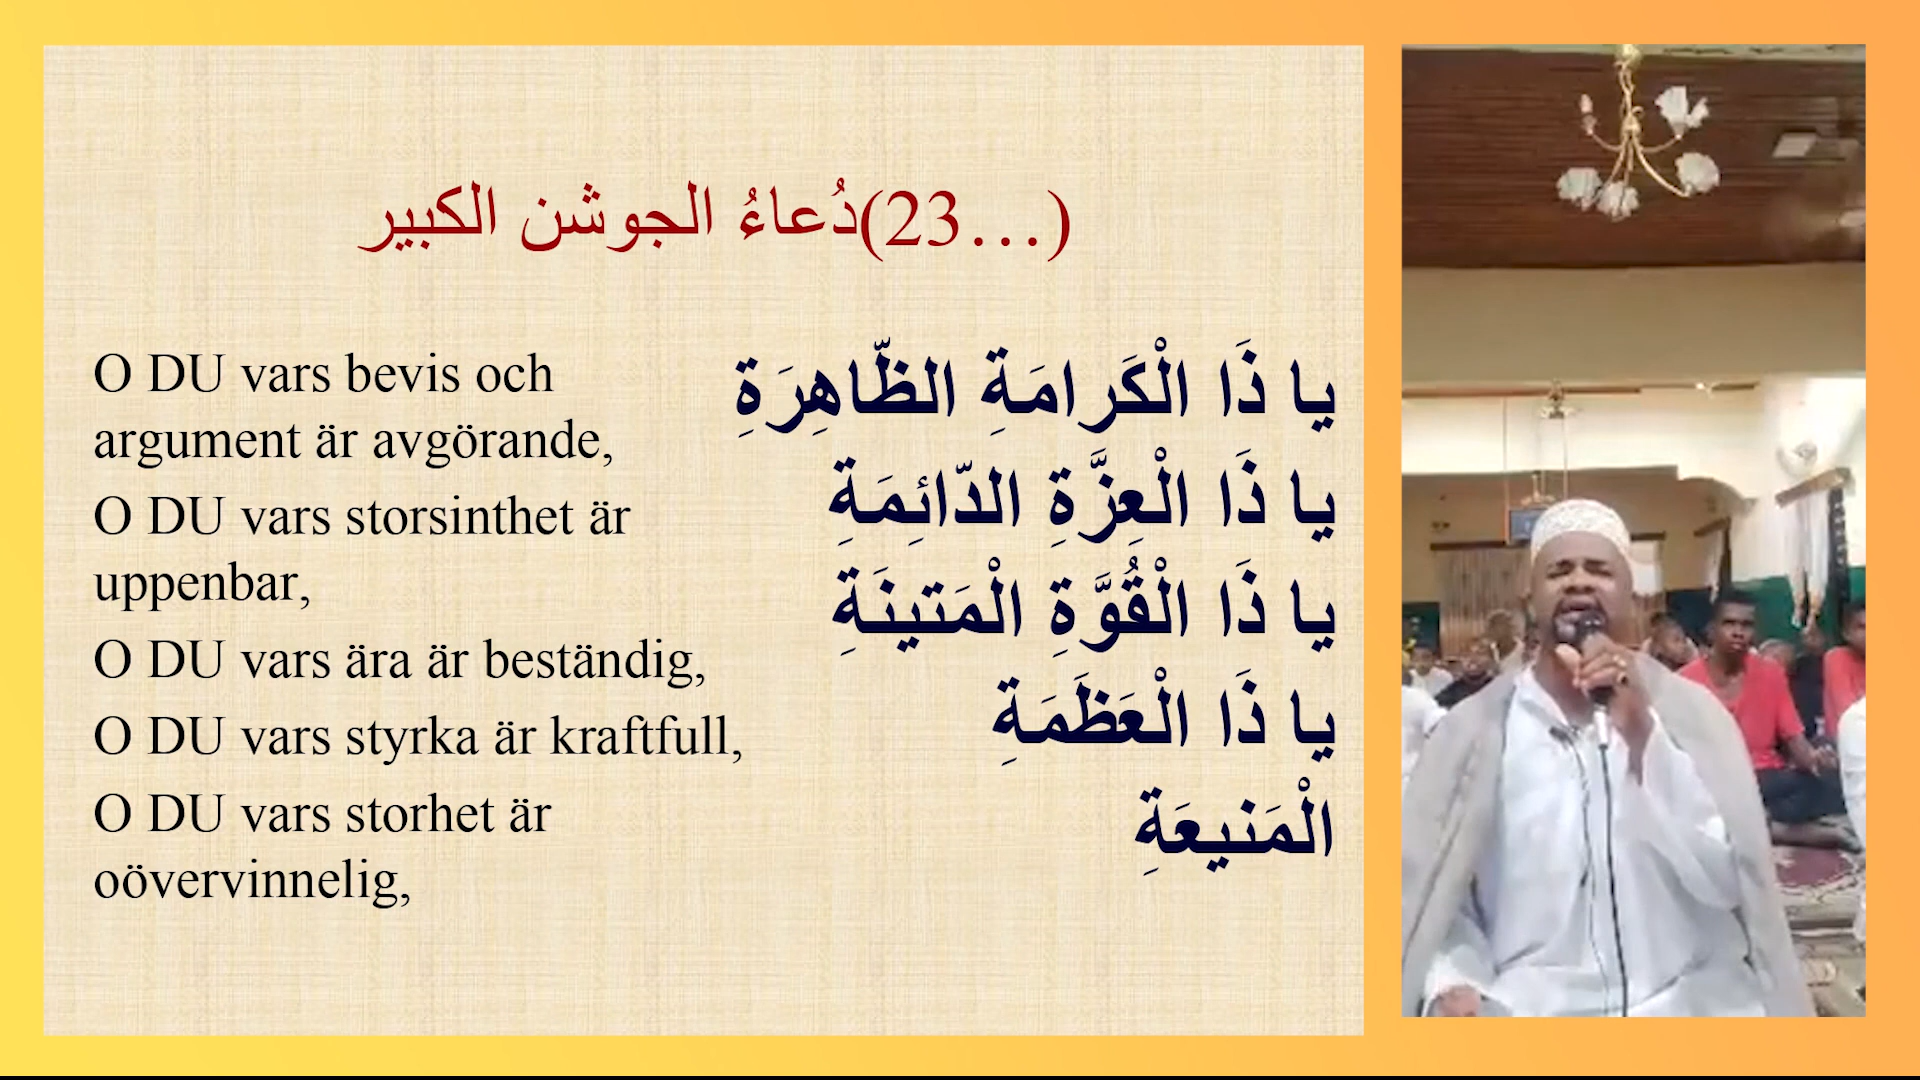 دُعاءُ الجوشن الكبير(23…)
O DU vars bevis och
argument är avgörande,
O DU vars storsinthet är
uppenbar,
O DU vars ära är beständig,
O DU vars styrka är kraftfull,
O DU vars storhet är
oövervinnelig,
يا ذَا الْكَرامَةِ الظّاهِرَةِ
يا ذَا الْعِزَّةِ الدّائِمَةِ
يا ذَا الْقُوَّةِ الْمَتينَةِ
يا ذَا الْعَظَمَةِ
الْمَنيعَةِ